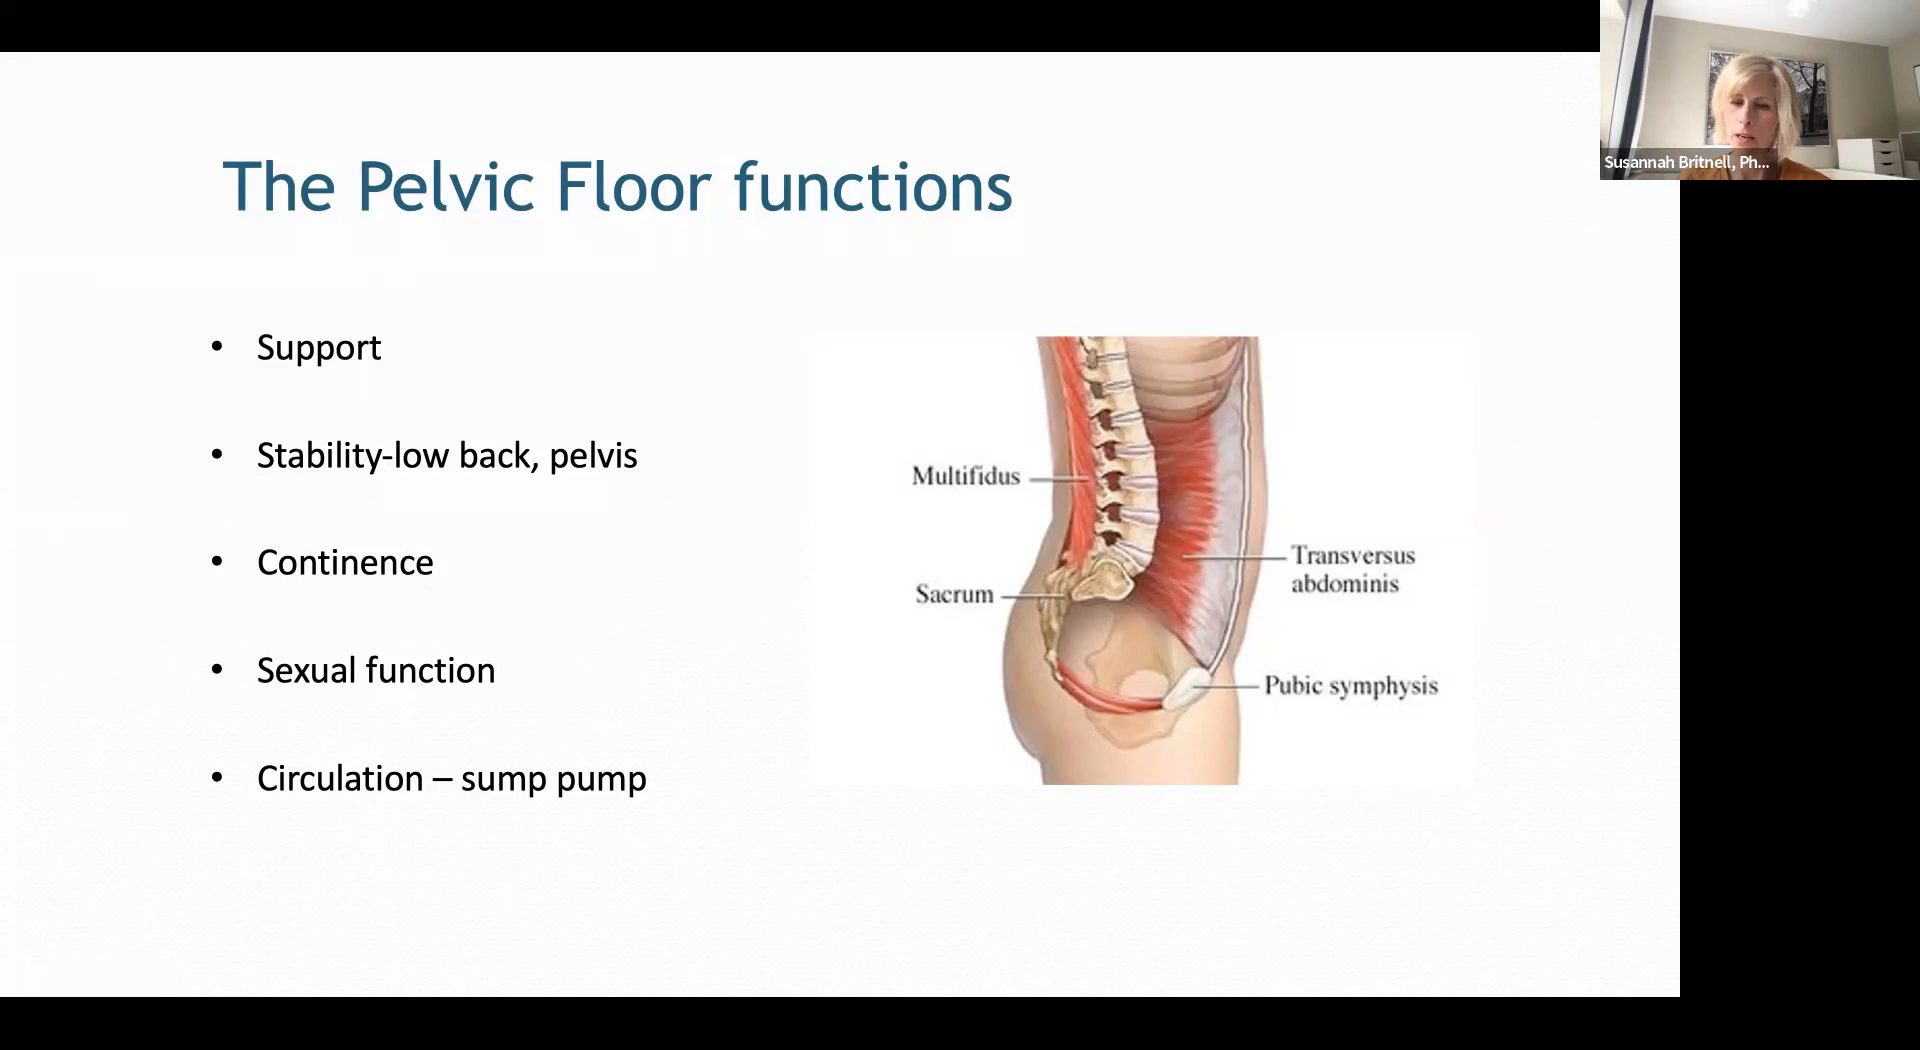 Susannah Britnell, Ph...
The Pelvic Floor functions
• Support
• Stability-low back, pelvis
• Continence
• Sexual function
• Circulation – sump pump
Multifidus
Sacrum
Transversus
abdominis
Pubic symphysis